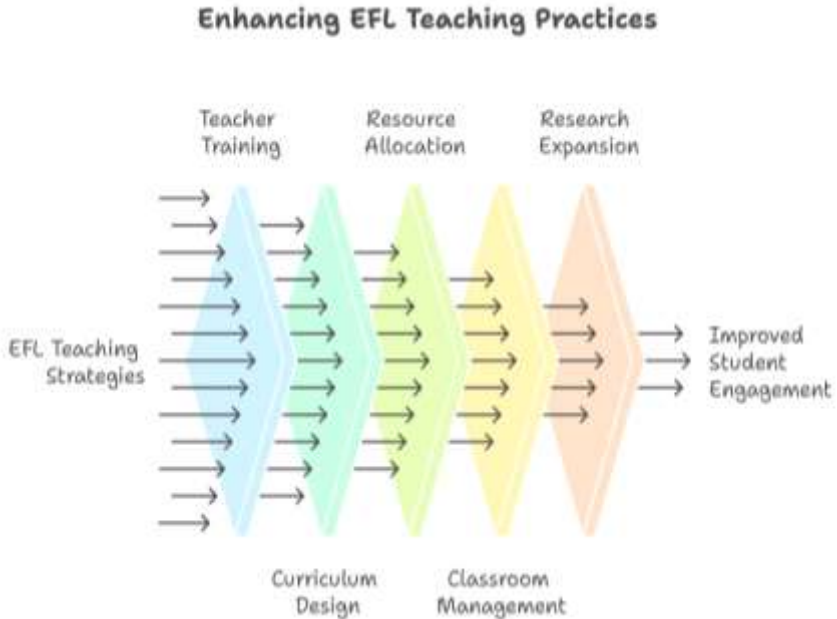 Enhancing EFL Teaching Practices
Teacher
Training
Resource
Allocation
Research
Expansion
EFL Teaching
Strategies
Improved
Student
Engagement
Curriculum
Design
Classroom
Management